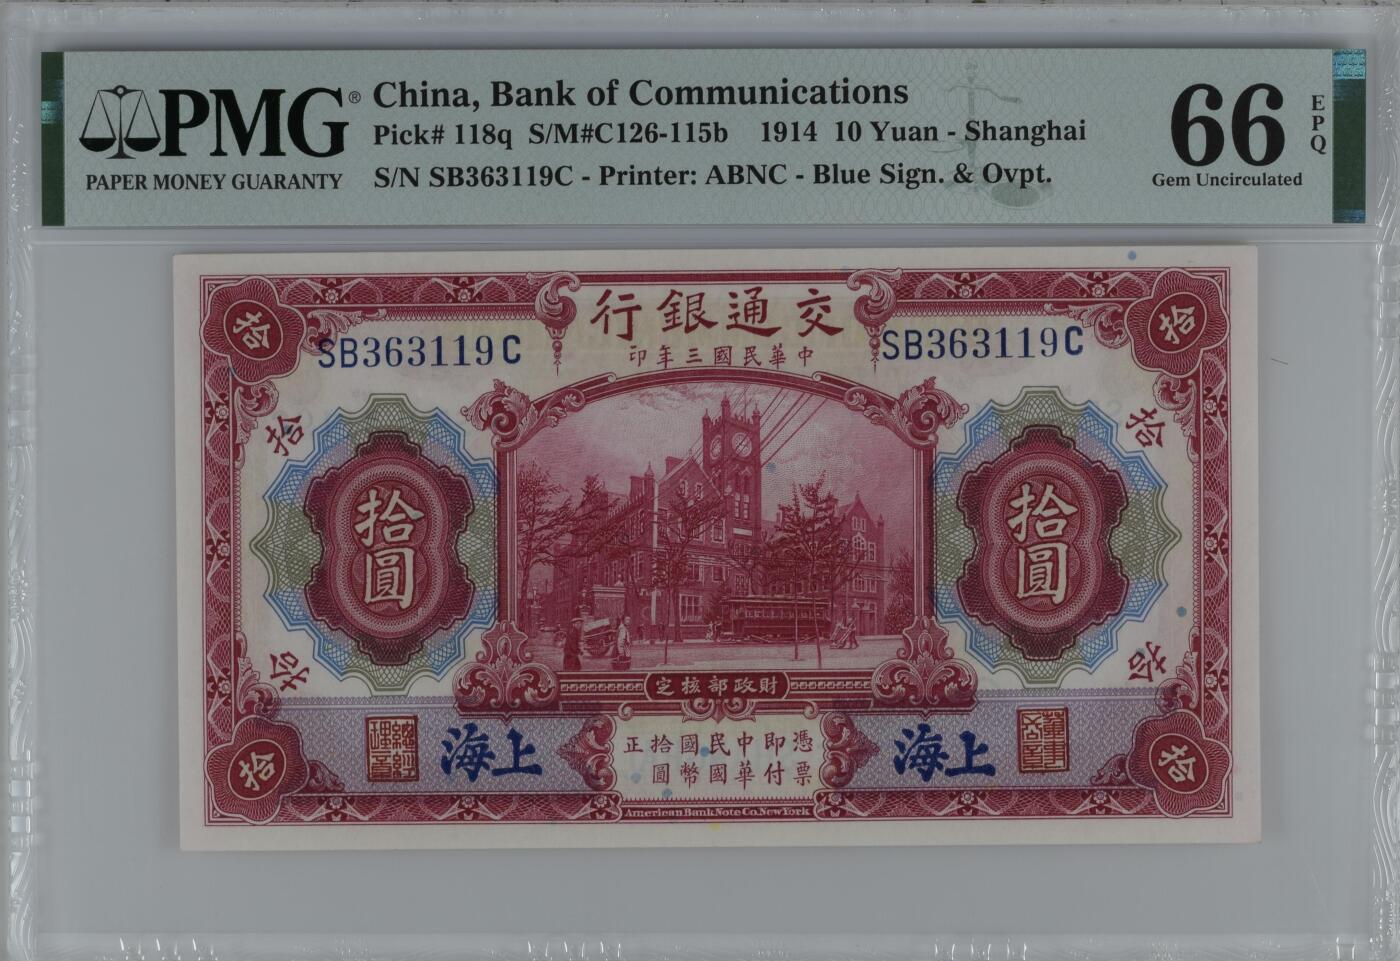 PMG®
PAPER MONEY GUARANTY
China, Bank of Communications
Pick# 118q S/M#C126-115b 1914 10 Yuan - Shanghai
S/N SB363119C - Printer: ABNC - Blue Sign. & Ovpt.
66
EPQ
Gem Uncirculated
拾
行銀通交
拾
SB363119C
印年三國民華中
SB363119C
拾
拾
拾圓
拾圓
拾
拾
定核部政財
海上
海上
正拾國民中即憑
圓幣國華付票
拾
拾
American Bank Note Co. New York